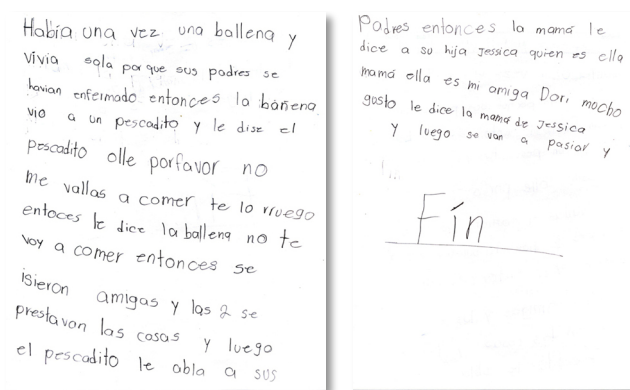 Había una vez una ballena y
vivía sola porque sus padres se
havian enfermado entonces la bañena
vio a un pescadito y le dise el
pescadito olle porfavor no
me vallas a comer te lo rruego
entoces le dice la ballena no te
voy a comer entonces se
isieron amigas y las 2 se
prestavan las cosas y luego
el pescadito le abla a sus
Padres entonces la mamá le
dice a su hija Jessica quien es ella
mamá ella es mi amiga Dori mocho
gosto le dice la mamá de Jessica
y luego se van a pasiar y
Fin